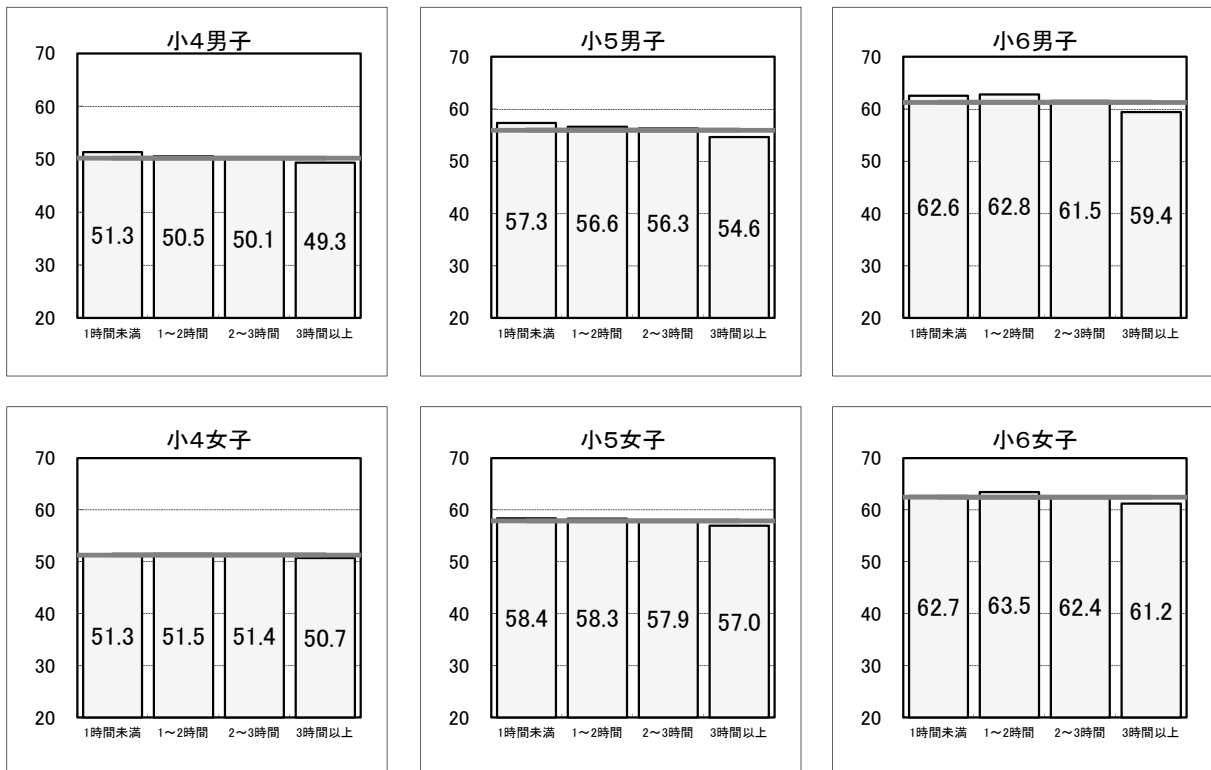 小4男子
70
60
50
40
30
20
51.3
50.5
50.1
49.3
1時間未満
1～2時間
2～3時間
3時間以上
小5男子
70
60
50
40
30
20
57.3
56.6
56.3
54.6
1時間未満
1～2時間
2～3時間
3時間以上
小6男子
70
60
50
40
30
20
62.6
62.8
61.5
59.4
1時間未満
1～2時間
2～3時間
3時間以上
小4女子
70
60
50
40
30
20
51.3
51.5
51.4
50.7
1時間未満
1～2時間
2～3時間
3時間以上
小5女子
70
60
50
40
30
20
58.4
58.3
57.9
57.0
1時間未満
1～2時間
2～3時間
3時間以上
小6女子
70
60
50
40
30
20
62.7
63.5
62.4
61.2
1時間未満
1～2時間
2～3時間
3時間以上